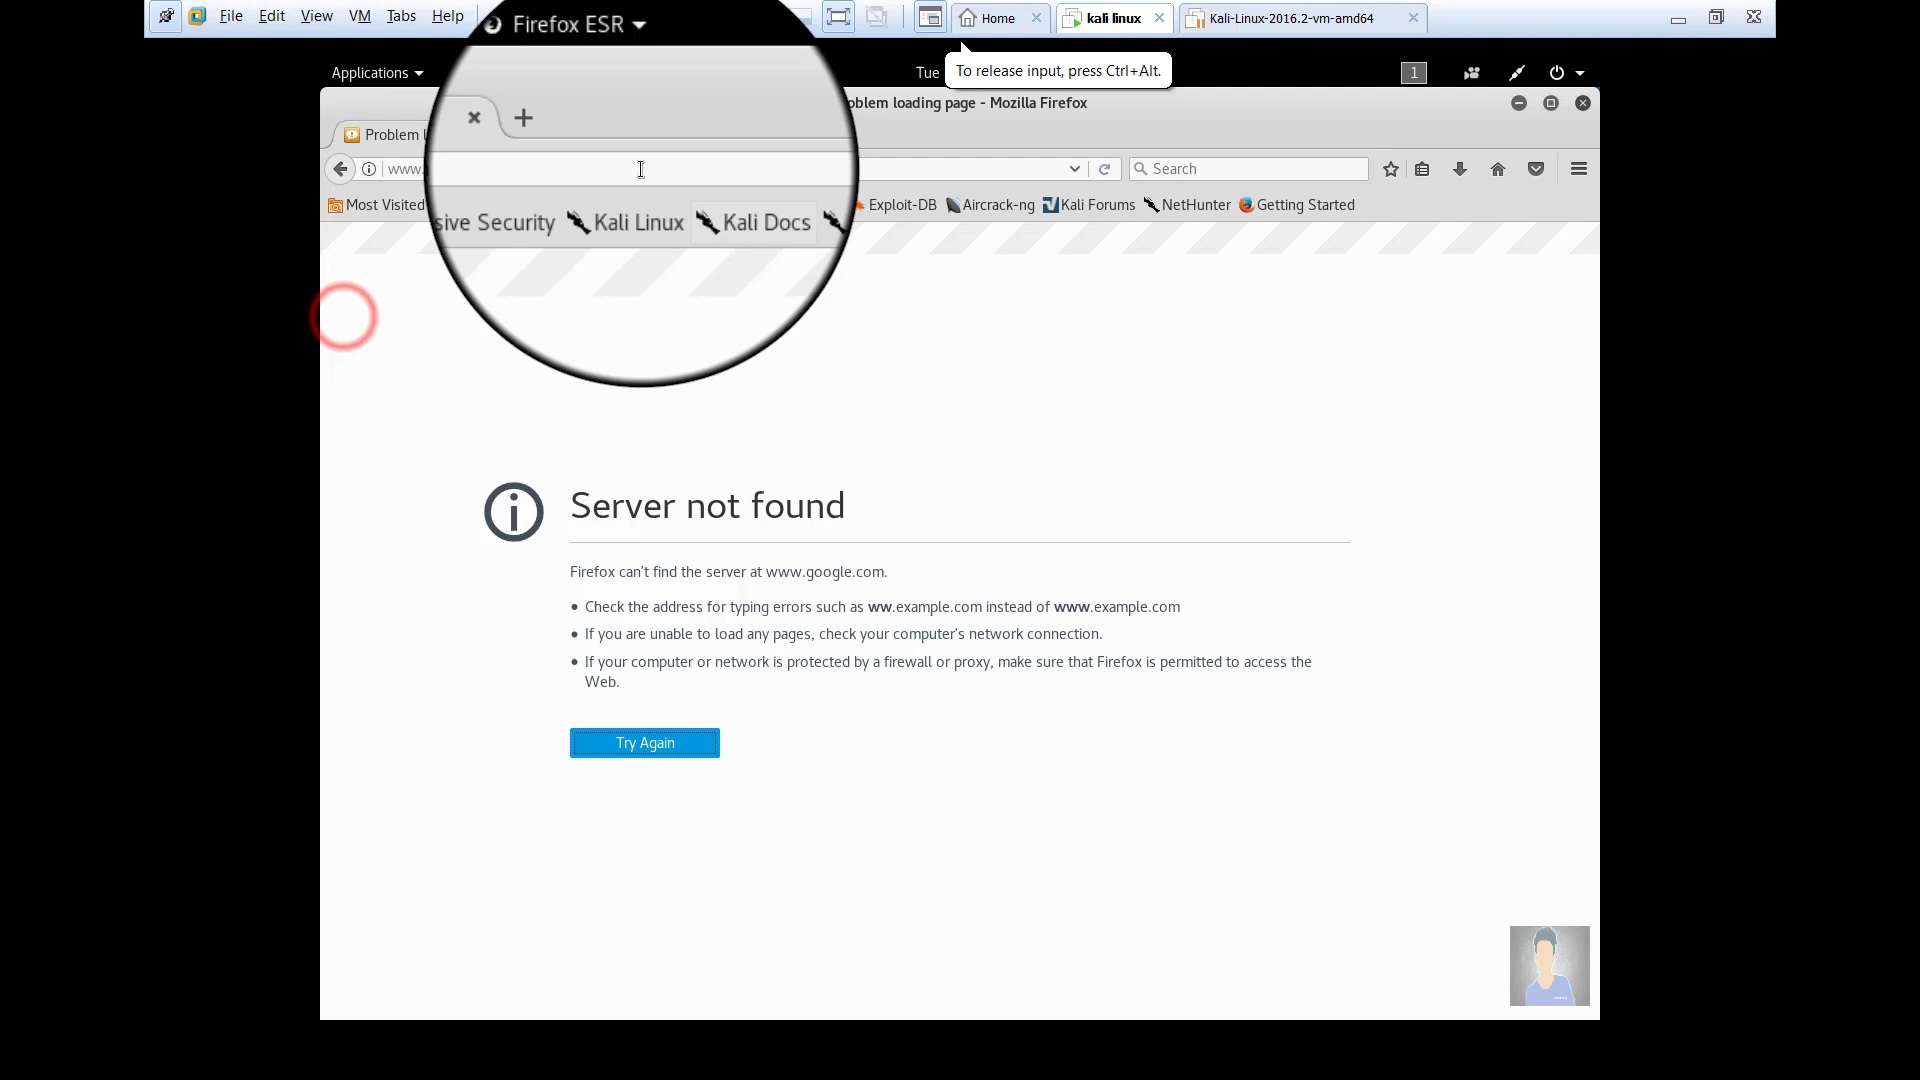 File Edit View VM Tabs Help
Firefox ESR
Home
kali linux
Kali-Linux-2016.2-vm-amd64
To release input, press Ctrl+Alt.
Applications
Tue
1
oblem loading page - Mozilla Firefox
Problem l
www.
Search
Most Visited
sive Security
Kali Linux
Kali Docs
Exploit-DB
Aircrack-ng
Kali Forums
NetHunter
Getting Started
Server not found
Firefox can't find the server at www.google.com.
• Check the address for typing errors such as ww.example.com instead of www.example.com
• If you are unable to load any pages, check your computer's network connection.
• If your computer or network is protected by a firewall or proxy, make sure that Firefox is permitted to access the
Web.
Try Again